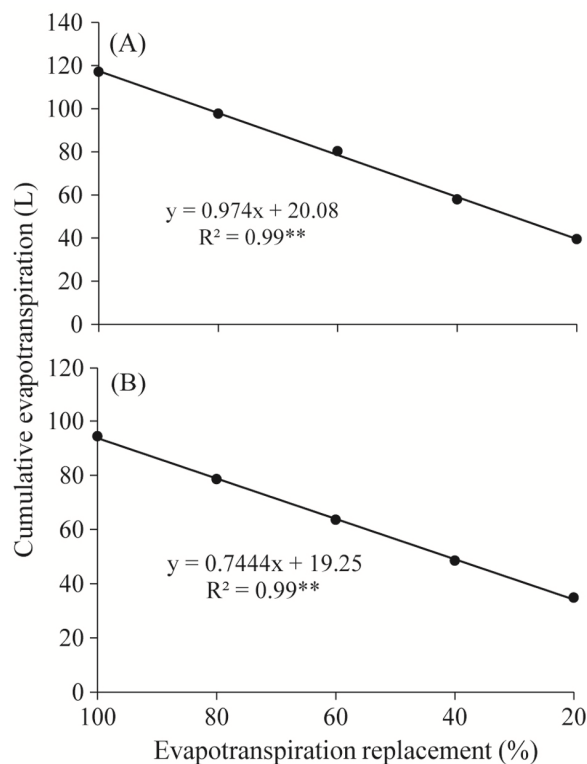 Cumulative evapotranspiration (L)
(A)
140
120
100
80
60
40
20
0
y = 0.974x + 20.08
R² = 0.99**
(B)
120
100
80
60
40
20
0
y = 0.7444x + 19.25
R² = 0.99**
100 80 60 40 20
Evapotranspiration replacement (%)